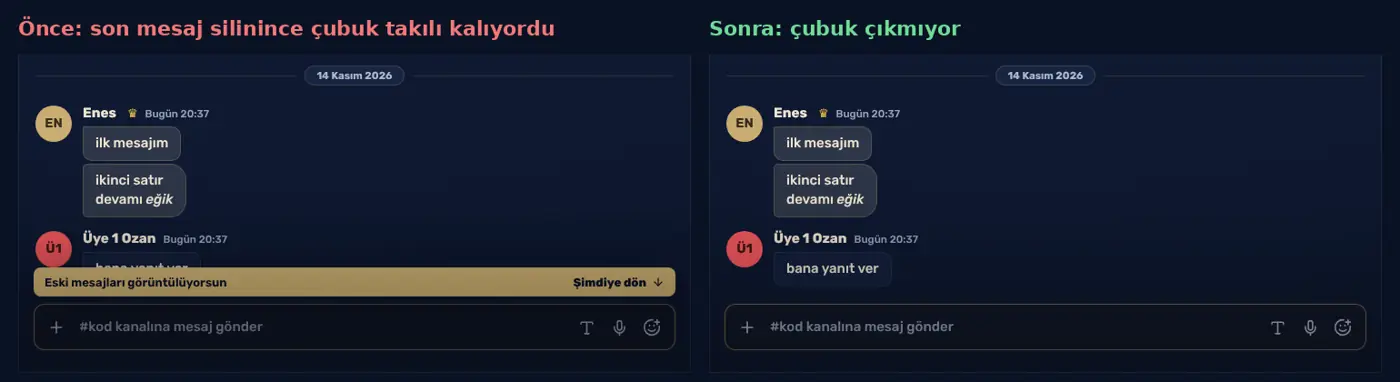 Önce: son mesaj silinince çubuk takılı kalıyordu
14 Kasım 2026
EN
Enes Bugün 20:37
ilk mesajım
ikinci satır
devamı eğik
Ü1
Üye 1 Ozan Bugün 20:37
bana yanıt ver
Eski mesajları görüntülüyorsun
Şimdiye dön ↓
#kod kanalına mesaj gönder
Sonra: çubuk çıkmıyor
14 Kasım 2026
EN
Enes Bugün 20:37
ilk mesajım
ikinci satır
devamı eğik
Ü1
Üye 1 Ozan Bugün 20:37
bana yanıt ver
#kod kanalına mesaj gönder